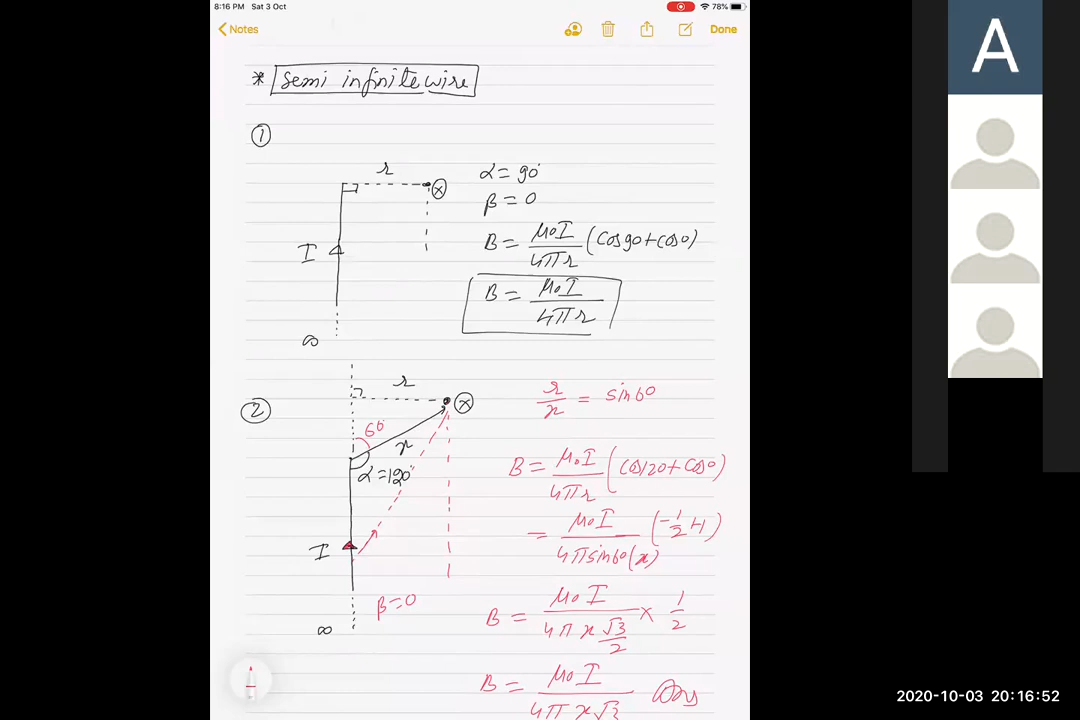 8:16 PM Sat 3 Oct
78%
Notes
Done
A
* Semi infinite wire
①
r
α = 90°
β = 0
I
B = μ₀I / 4πr (cos90+cos0)
B = μ₀I / 4πr
∞
②
r
r/x = sin60
60°
x
α=120°
B = μ₀I / 4πr (cos120+cos0)
= μ₀I / 4πsin60(x) (-1/2+1)
I
β=0
B = μ₀I / 4π x √3/2 × 1/2
∞
B = μ₀I / 4π x √3 Ans
2020-10-03 20:16:52